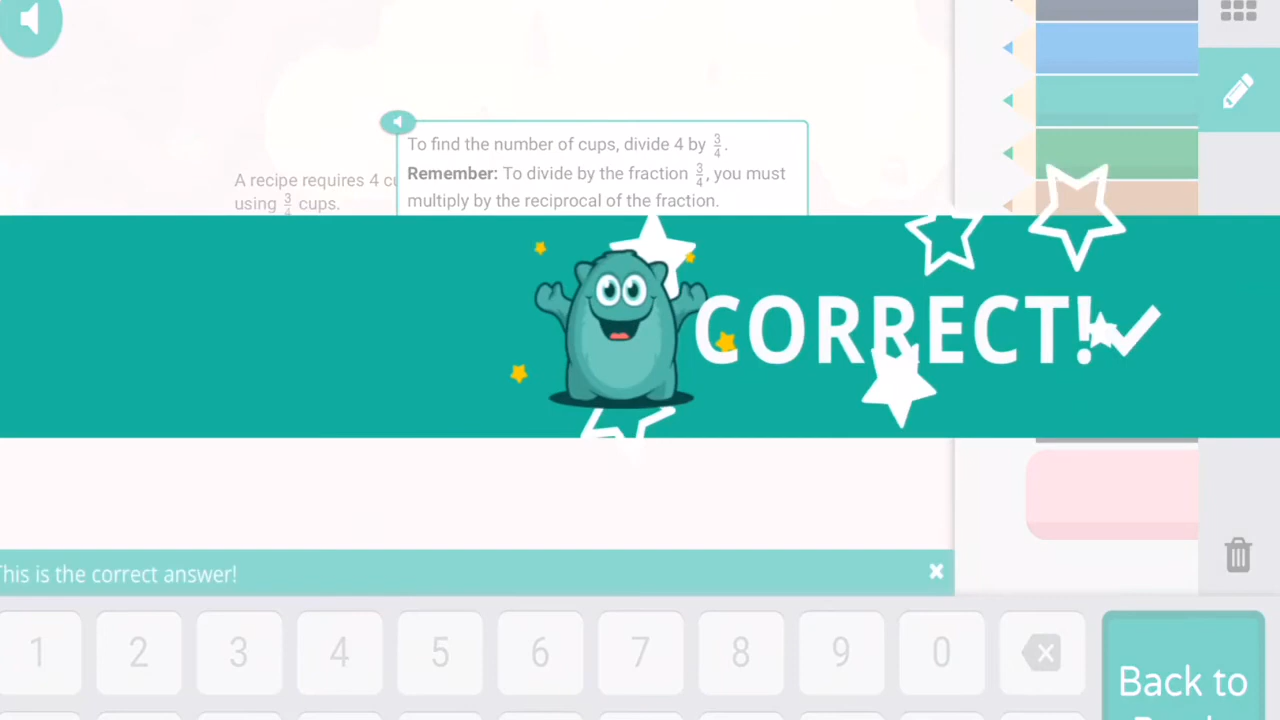 To find the number of cups, divide 4 by 3/4.
Remember: To divide by the fraction 3/4, you must
multiply by the reciprocal of the fraction.
A recipe requires 4
using 3/4 cups.
CORRECT!
This is the correct answer!
1 2 3 4 5 6 7 8 9 0
Back to